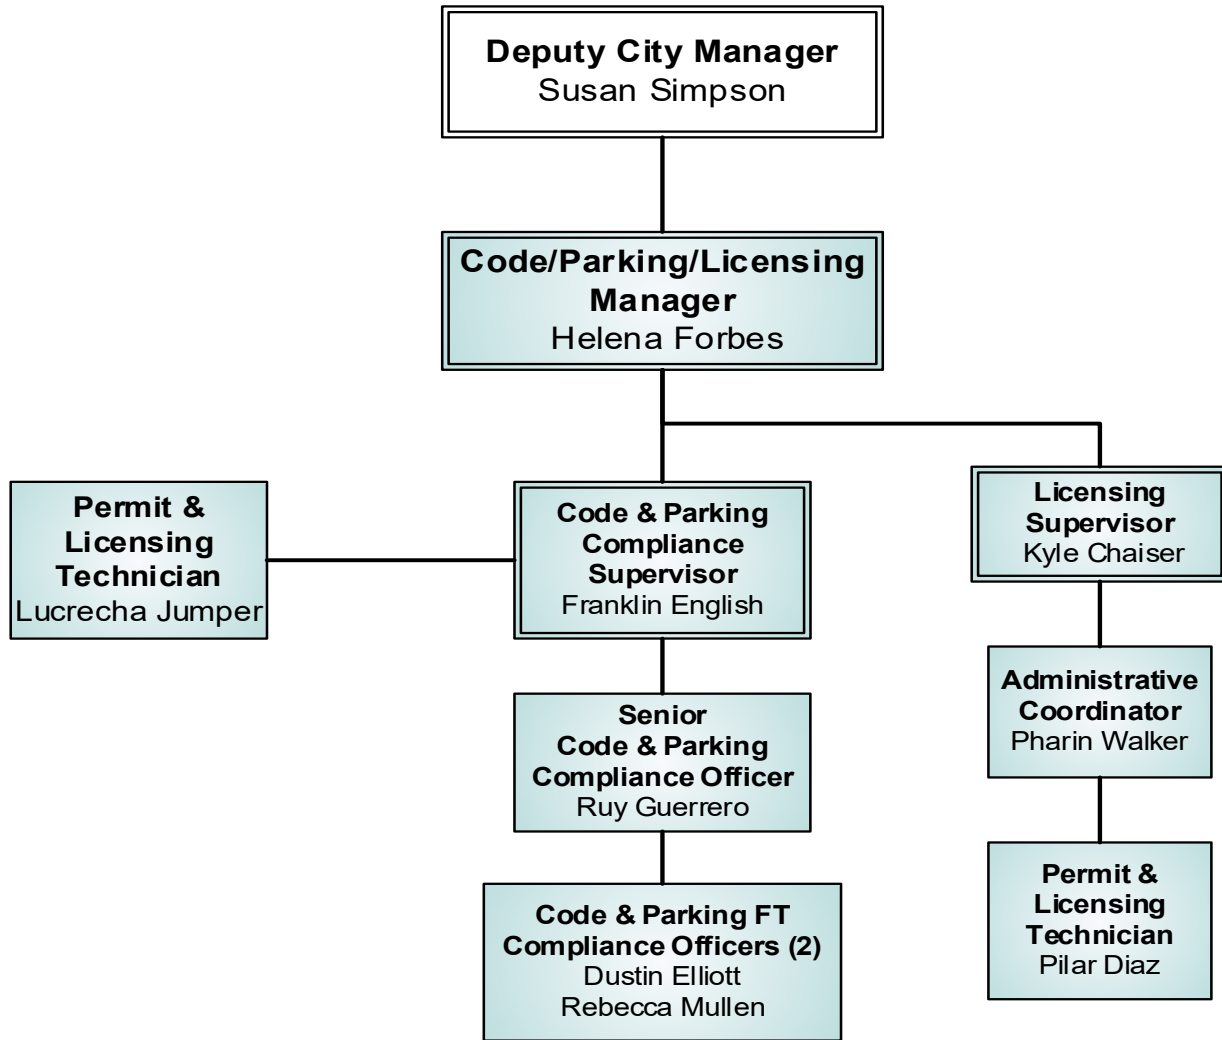 Deputy City Manager
Susan Simpson
Code/Parking/Licensing
Manager
Helena Forbes
Permit &
Licensing
Technician
Lucrecha Jumper
Code & Parking
Compliance
Supervisor
Franklin English
Licensing
Supervisor
Kyle Chaiser
Senior
Code & Parking
Compliance Officer
Ruy Guerrero
Administrative
Coordinator
Pharin Walker
Code & Parking FT
Compliance Officers (2)
Dustin Elliott
Rebecca Mullen
Permit &
Licensing
Technician
Pilar Diaz